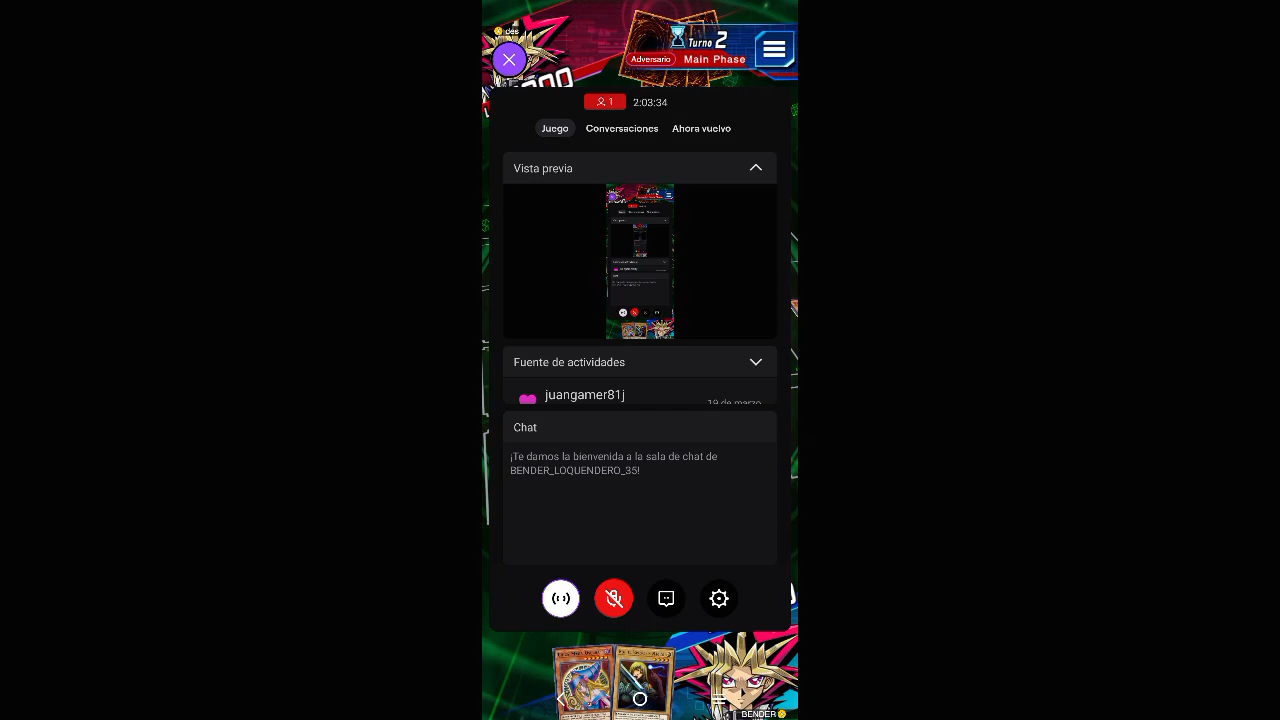 des
Turno 2
Adversario Main Phase
1 2:03:34
Juego Conversaciones Ahora vuelvo
Vista previa
Fuente de actividades
juangamer81j
19 de marzo
Chat
¡Te damos la bienvenida a la sala de chat de
BENDER_LOQUENDERO_35!
BENDER